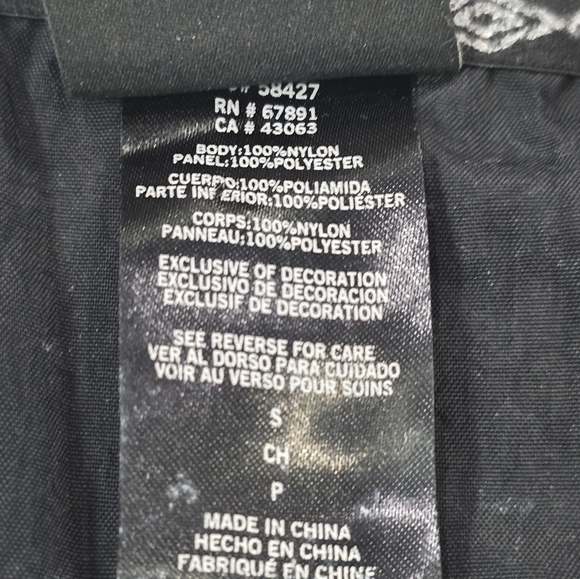 # 58427
RN # 67891
CA # 43063
BODY:100%NYLON
PANEL:100%POLYESTER
CUERPO:100%POLIAMIDA
PARTE INFERIOR:100%POLIÉSTER
CORPS:100%NYLON
PANNEAU:100%POLYESTER
EXCLUSIVE OF DECORATION
EXCLUSIVO DE DECORACION
EXCLUSIF DE DECORATION
SEE REVERSE FOR CARE
VER AL DORSO PARA CUIDADO
VOIR AU VERSO POUR SOINS
S
CH
P
MADE IN CHINA
HECHO EN CHINA
FABRIQUÉ EN CHINE